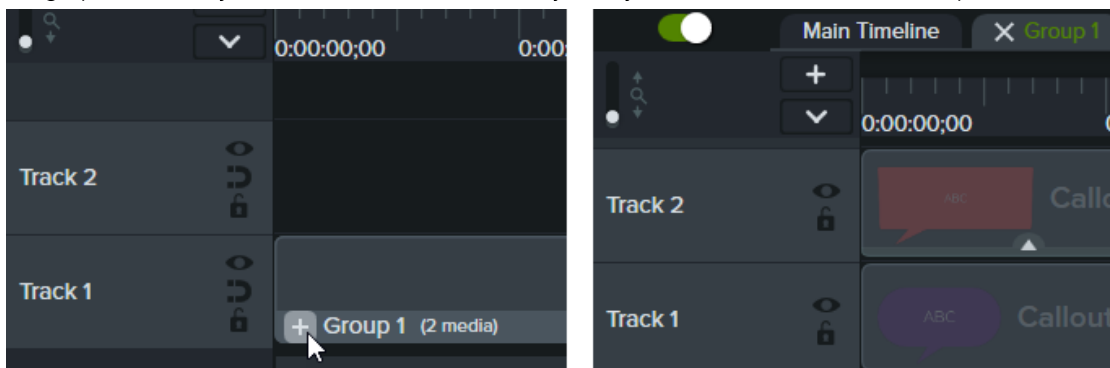 0:00:00;00 0:00:
Track 2
Track 1
Group 1 (2 media)
Main Timeline Group 1
0:00:00;00
Track 2
ABC Callo
Track 1
ABC Callout